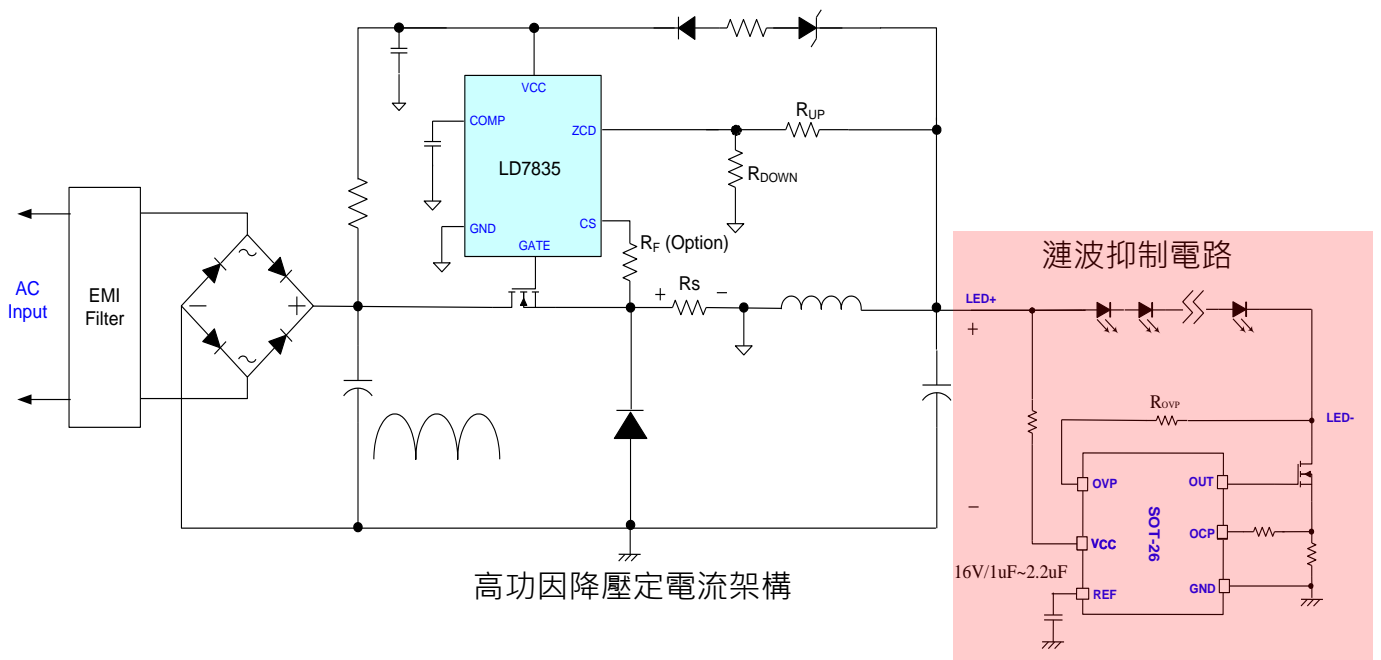 VCC
COMP
ZCD
LD7835
GND
CS
GATE
RUP
RDOWN
RF (Option)
AC
Input
EMI
Filter
~
−
+
~
+ Rs −
高功因降壓定電流架構
漣波抑制電路
LED+
+
−
ROVP
LED-
OVP
OUT
SOT-26
OCP
VCC
16V/1uF~2.2uF
REF
GND